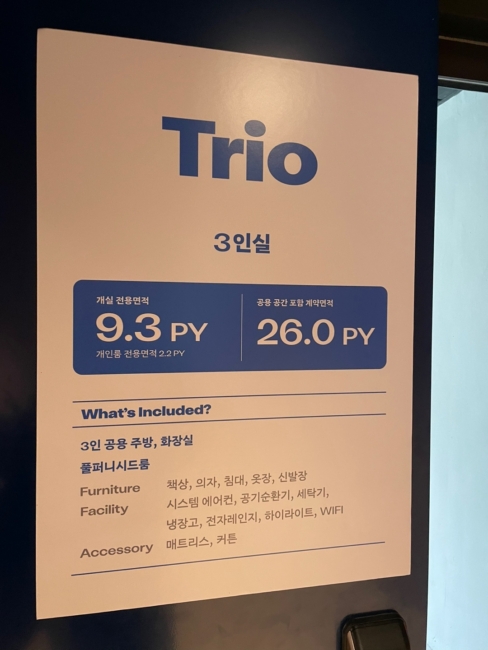 Trio
3인실
개실 전용면적
9.3 PY
개인룸 전용면적 2.2 PY
공용 공간 포함 계약면적
26.0 PY
What's Included?
3인 공용 주방, 화장실
풀퍼니시드룸
Furniture 책상, 의자, 침대, 옷장, 신발장
Facility 시스템 에어컨, 공기순환기, 세탁기,
냉장고, 전자레인지, 하이라이트, WIFI
Accessory 매트리스, 커튼